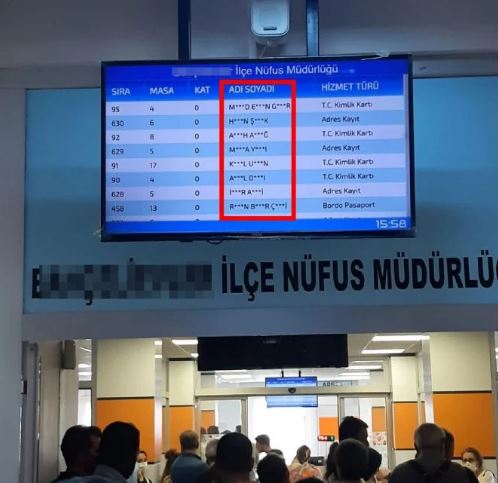 İlçe Nüfus Müdürlüğü
SIRA MASA KAT ADI SOYADI HİZMET TÜRÜ
95 4 0 M***D E***N G***R T.C. Kimlik Kartı
630 6 0 H***N Ş***K Adres Kayıt
92 8 0 A***H A***Ğ T.C. Kimlik Kartı
629 5 0 M***A Y***I Adres Kayıt
91 17 0 K***L U***N T.C. Kimlik Kartı
90 4 0 A***L D***I T.C. Kimlik Kartı
628 5 0 İ***R A***İ Adres Kayıt
458 13 0 R***N B***R Ç***İ Bordo Pasaport
15:58
İLÇE NÜFUS MÜDÜRLÜ